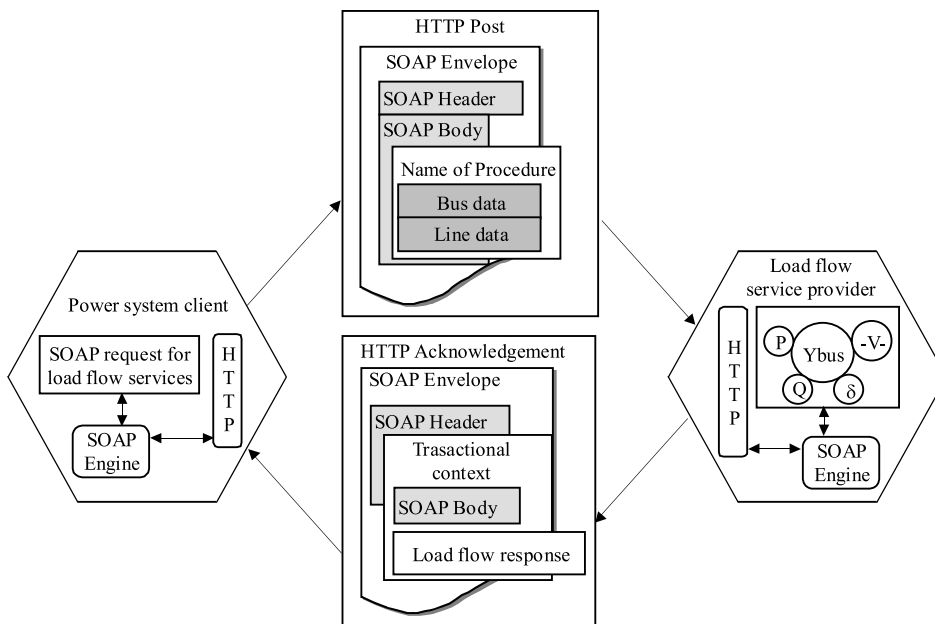 HTTP Post
SOAP Envelope
SOAP Header
SOAP Body
Name of Procedure
Bus data
Line data
Power system client
SOAP request for
load flow services
SOAP
Engine
H
T
T
P
HTTP Acknowledgement
SOAP Envelope
SOAP Header
Trasactional
context
SOAP Body
Load flow response
Load flow
service provider
H
T
T
P
P
Ybus
-V-
Q
δ
SOAP
Engine